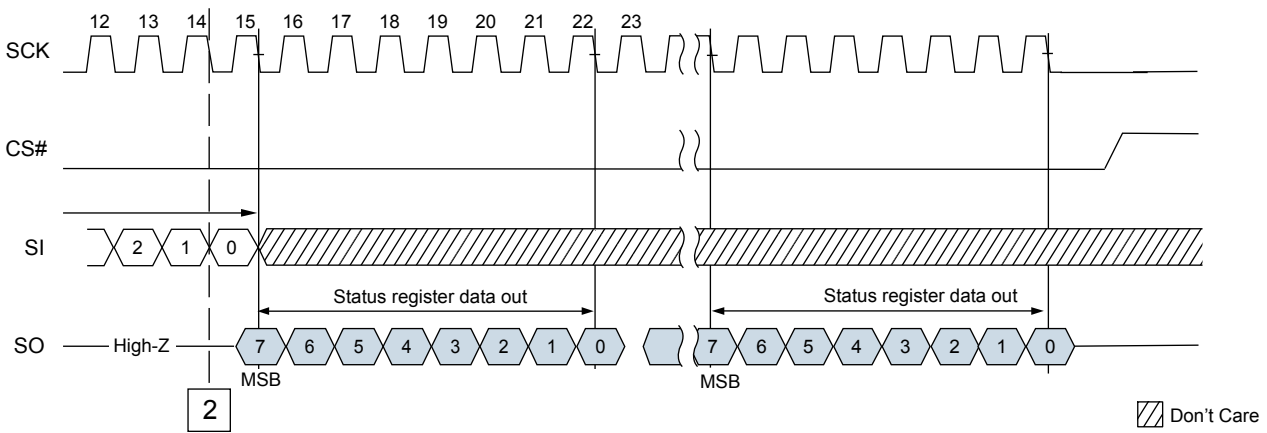 12 13 14 15 16 17 18 19 20 21 22 23
SCK
CS#
SI 2 1 0
Status register data out Status register data out
SO High-Z 7 6 5 4 3 2 1 0 7 6 5 4 3 2 1 0
MSB MSB
2
Don't Care